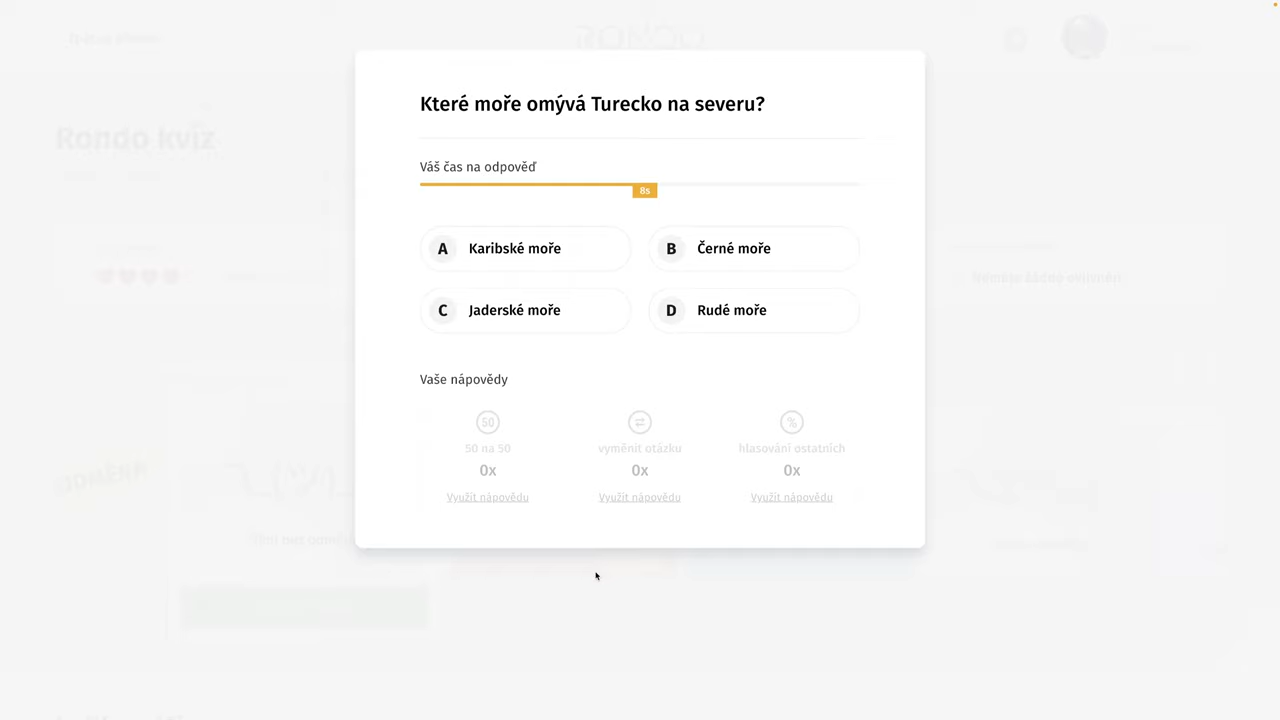 Které moře omývá Turecko na severu?
Váš čas na odpověď
8s
A Karibské moře
B Černé moře
C Jaderské moře
D Rudé moře
Vaše nápovědy
50
%
50 na 50
vyměnit otázku
hlasování ostatních
0x
0x
0x
Využít nápovědu
Využít nápovědu
Využít nápovědu
Rondo kvíz